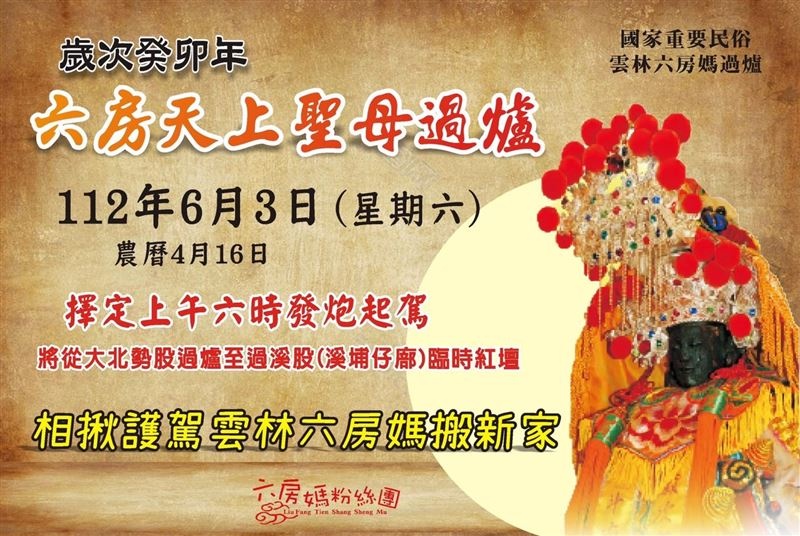 歲次癸卯年
國家重要民俗
雲林六房媽過爐
六房天上聖母過爐
112年6月3日(星期六)
農曆4月16日
擇定上午六時發炮起駕
將從大北勢股過爐至過溪股(溪埔仔廍)臨時紅壇
相揪護駕雲林六房媽搬新家
六房媽粉絲團
Liu Fang Tien Shang Sheng Mu